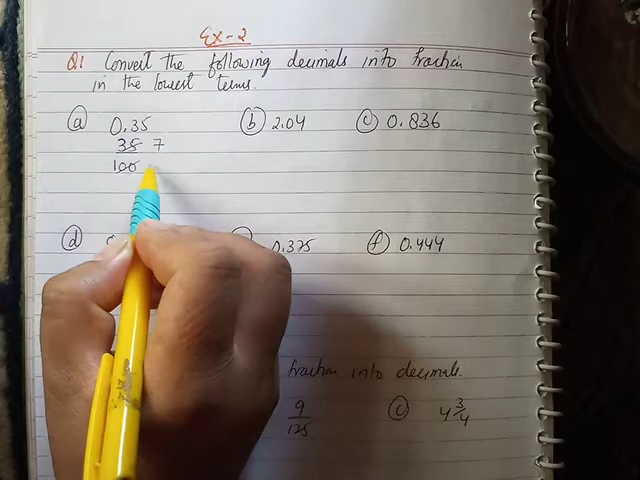 Ex-2
Q1 Convert the following decimals into fraction
in the lowest terms.
(a) 0.35 (b) 2.04 (c) 0.836
35 7
100
(d) 0.375 (f) 0.444
fraction into decimals.
9/125 (c) 4 3/4